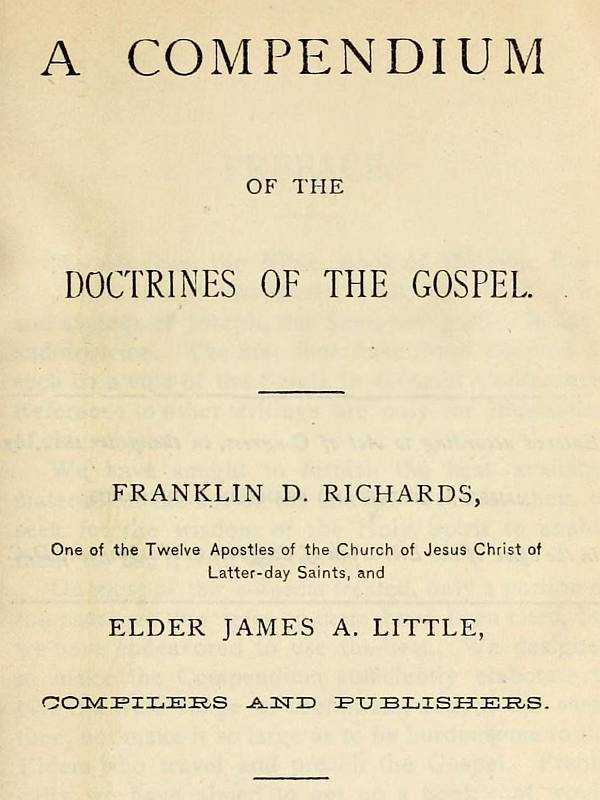 A COMPENDIUM
OF THE
DOCTRINES OF THE GOSPEL.
FRANKLIN D. RICHARDS,
One of the Twelve Apostles of the Church of Jesus Christ of
Latter-day Saints, and
ELDER JAMES A. LITTLE,
COMPILERS AND PUBLISHERS.